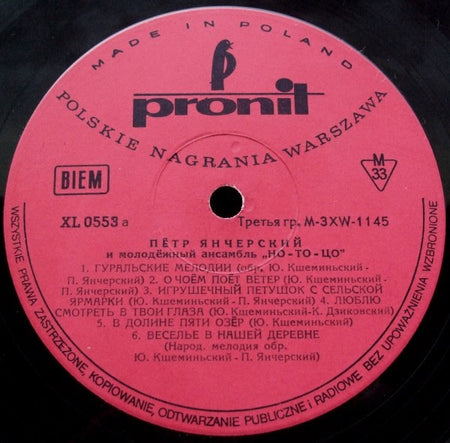 MADE IN POLAND
pronit
POLSKIE NAGRANIA WARSZAWA
BIEM
M
33
XL 0553 a
Третья гр. M-3XW-1145
ПЁТР ЯНЧЕРСКИЙ
и молодёжный ансамбль „НО-ТО-ЦО"
1. ГУРАЛЬСКИЕ МЕЛОДИИ (обр. Ю. Кшеминьский-
П. Янчерский) 2. О ЧОЁМ ПОЁТ ВЕТЕР (Ю. Кшеминьский-П.
Янчерский) 3. ИГРУШЕЧНЫЙ ПЕТУШОК С СЕЛЬСКОЙ
ЯРМАРКИ (Ю. Кшеминьский-П. Янчерский) 4. ЛЮБЛЮ
СМОТРЕТЬ В ТВОИ ГЛАЗА (Ю. Кшеминьский-К. Дзиковский)
5. В ДОЛИНЕ ПЯТИ ОЗЁР (Ю. Кшеминьский)
6. ВЕСЕЛЬЕ В НАШЕЙ ДЕРЕВНЕ
(Народ. мелодия обр.
Ю. Кшеминьский-П. Янчерский)
WSZYSTKIE PRAWA ZASTRZEŻONE, KOPIOWANIE, ODTWARZANIE PUBLICZNE i RADIOWE BEZ UPOWAŻNIENIA WZBRONIONE